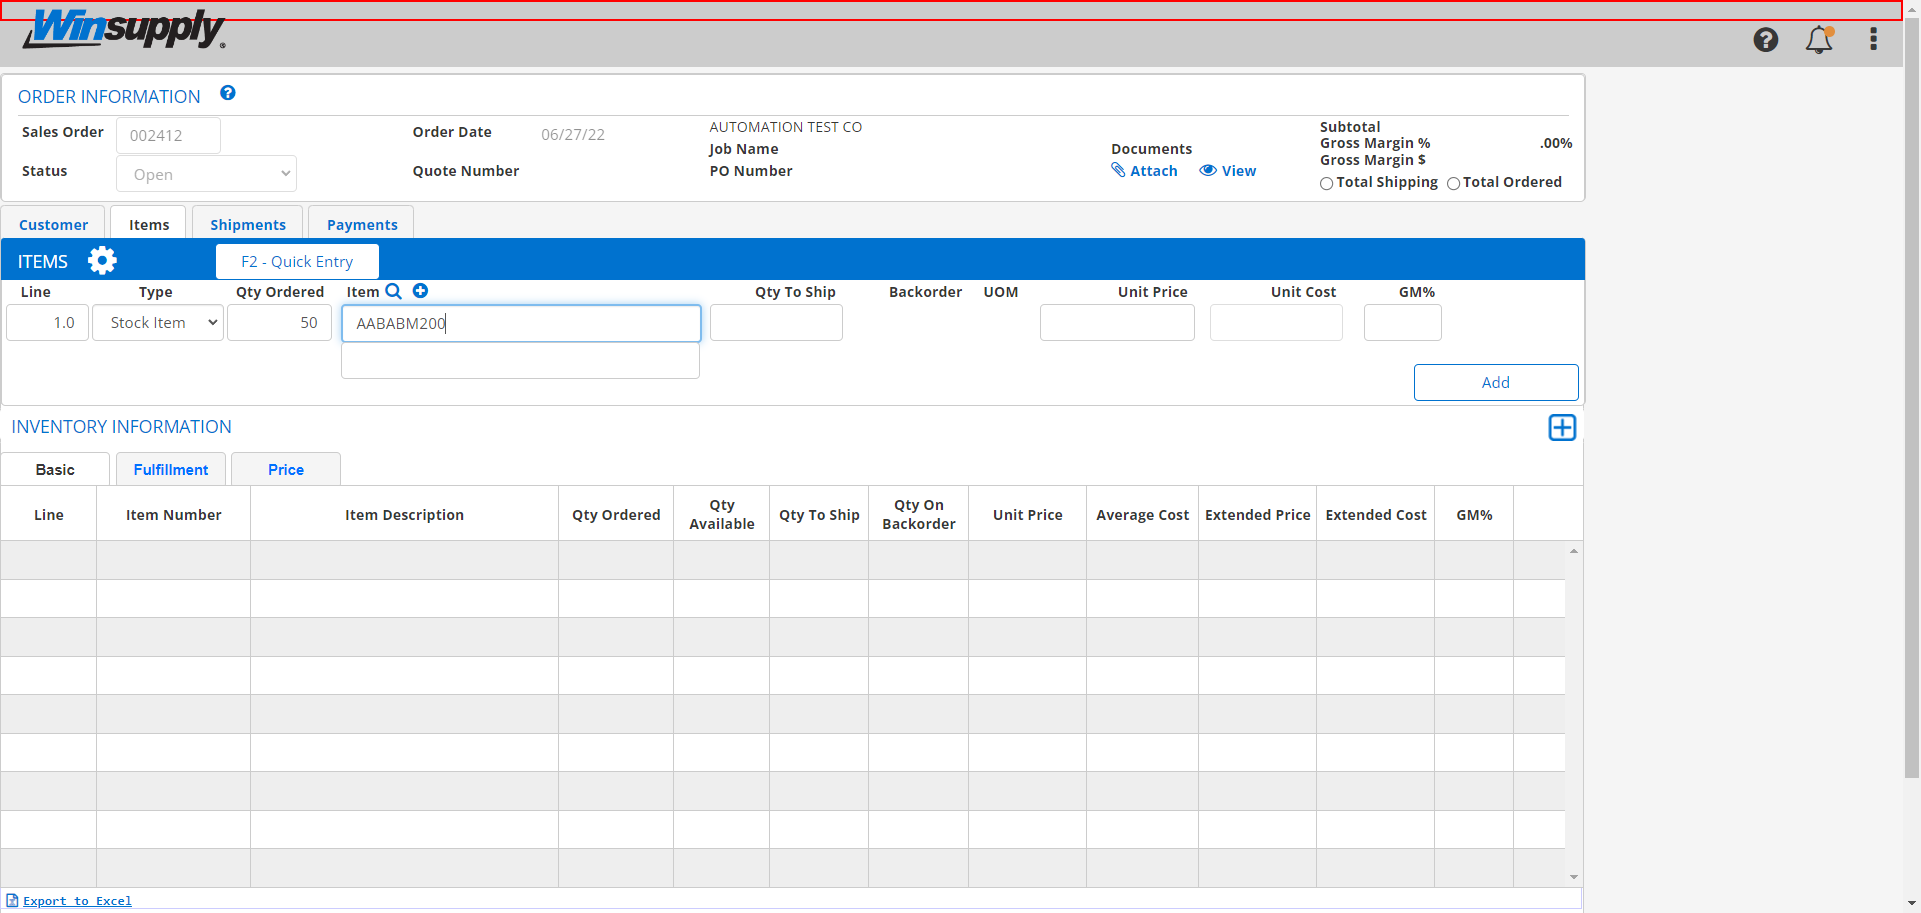 Winsupply
ORDER INFORMATION
Sales Order 002412 Order Date 06/27/22 AUTOMATION TEST CO Subtotal
Job Name Documents Gross Margin % .00%
Status Open Quote Number PO Number Attach View Gross Margin $
Total Shipping Total Ordered
Customer Items Shipments Payments
ITEMS F2 - Quick Entry
Line Type Qty Ordered Item Qty To Ship Backorder UOM Unit Price Unit Cost GM%
1.0 Stock Item 50 AABABM200
Add
INVENTORY INFORMATION
Basic Fulfillment Price
Line Item Number Item Description Qty Ordered Qty Available Qty To Ship Qty On Backorder Unit Price Average Cost Extended Price Extended Cost GM%
Export to Excel